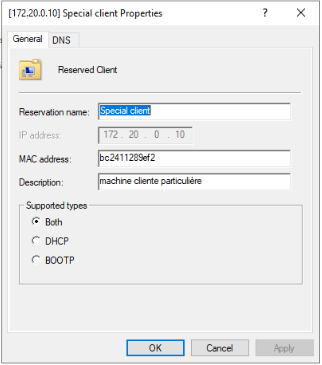 [172.20.0.10] Special client Properties
General DNS
Reserved Client
Reservation name: Special client
IP address: 172 . 20 . 0 . 10
MAC address: bc2411289ef2
Description: machine cliente particulière
Supported types
Both
DHCP
BOOTP
OK Cancel Apply